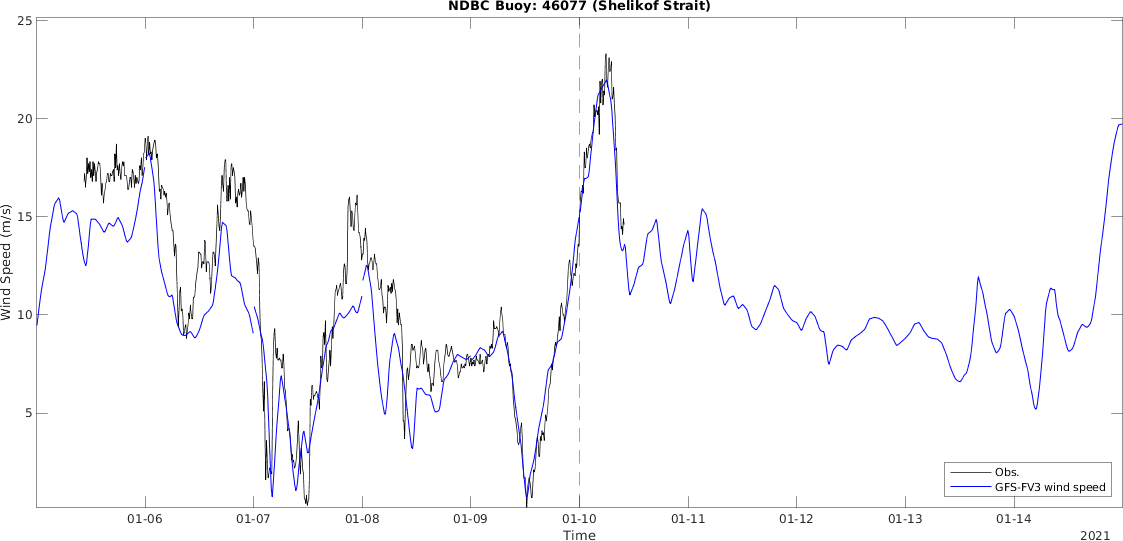 NDBC Buoy: 46077 (Shelikof Strait)
25
20
15
10
5
Wind Speed (m/s)
01-06 01-07 01-08 01-09 01-10 01-11 01-12 01-13 01-14
Time
2021
Obs.
GFS-FV3 wind speed